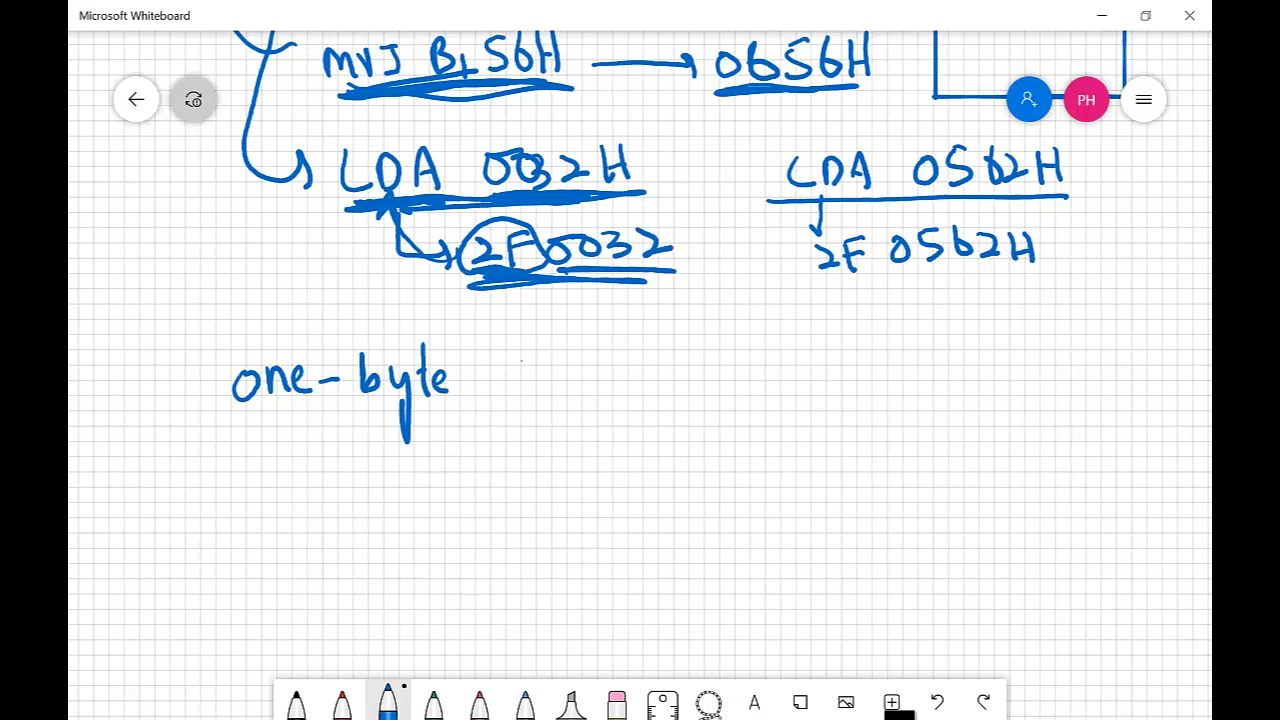 Microsoft Whiteboard
MVI B, 56H → 0656H
PH
LDA 0032H LDA 0562H
2F 0032 2F 0562H
one-byte
A